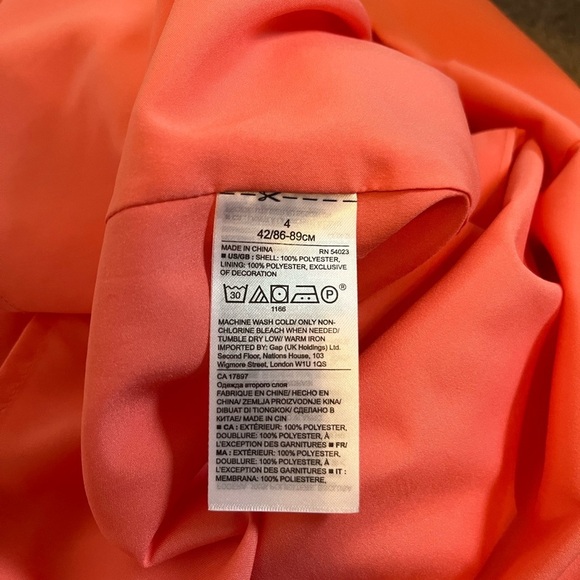 4
42/86-89CM
MADE IN CHINA RN 54023
■ US/GB : SHELL: 100% POLYESTER,
LINING: 100% POLYESTER, EXCLUSIVE
OF DECORATION
30 P
1166
MACHINE WASH COLD/ ONLY NON-
CHLORINE BLEACH WHEN NEEDED/
TUMBLE DRY LOW/ WARM IRON
IMPORTED BY: Gap (UK Holdings) Ltd.
Second Floor, Nations House, 103
Wigmore Street, London W1U 1QS
CA 17897
Одежда второго слоя
FABRIQUE EN CHINE/ HECHO EN
CHINA/ ZEMLJA PROIZVODNJE KINA/
DIBUAT DI TIONGKOK/ СДЕЛАНО В
КИТАЕ/ MADE IN CIN
■ CA : EXTÉRIEUR: 100% POLYESTER,
DOUBLURE: 100% POLYESTER, À
L'EXCEPTION DES GARNITURES ■ FR/
MA : EXTÉRIEUR: 100% POLYESTER,
DOUBLURE: 100% POLYESTER, À
L'EXCEPTION DES GARNITURES ■ IT :
MEMBRANA: 100% POLIESTERE,